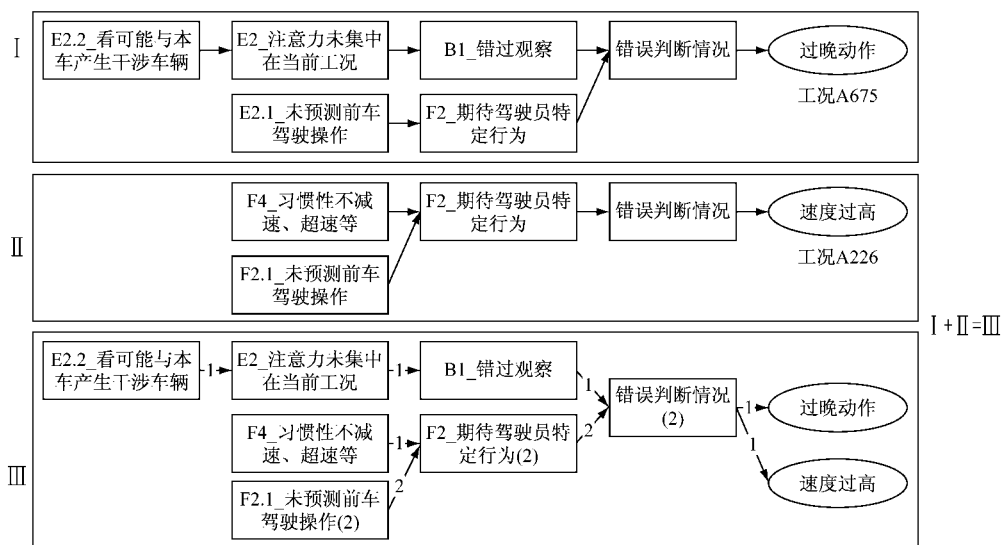 Ⅰ
E2.2_看可能与本
车产生干涉车辆
E2_注意力未集中
在当前工况
B1_错过观察
错误判断情况
过晚动作
工况A675
E2.1_未预测前车
驾驶操作
F2_期待驾驶员特
定行为
Ⅱ
F4_习惯性不减
速、超速等
F2_期待驾驶员特
定行为
错误判断情况
速度过高
工况A226
F2.1_未预测前车
驾驶操作
Ⅰ+Ⅱ=Ⅲ
Ⅲ
E2.2_看可能与本
车产生干涉车辆
1
E2_注意力未集中
在当前工况
1
B1_错过观察
1
错误判断情况
(2)
1
过晚动作
F4_习惯性不减
速、超速等
1
F2_期待驾驶员特
定行为(2)
2
1
速度过高
F2.1_未预测前车
驾驶操作(2)
2